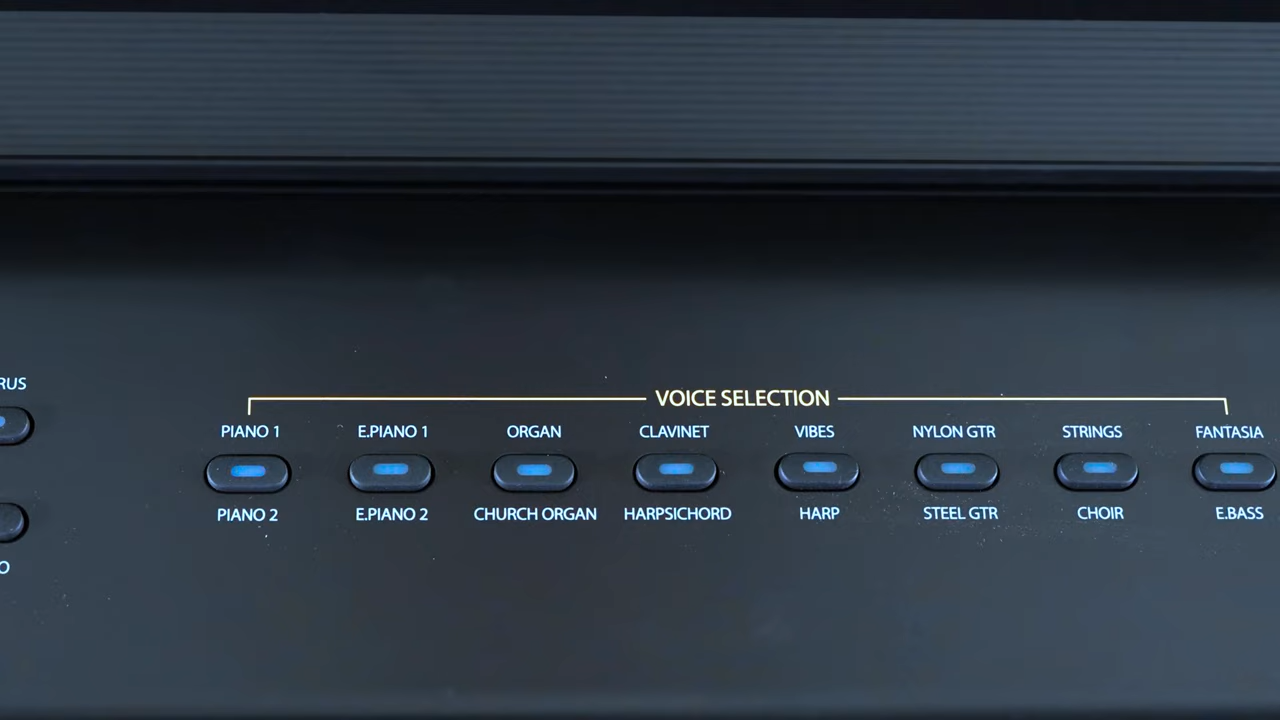 RUS
VOICE SELECTION
PIANO 1 E.PIANO 1 ORGAN CLAVINET VIBES NYLON GTR STRINGS FANTASIA
PIANO 2 E.PIANO 2 CHURCH ORGAN HARPSICHORD HARP STEEL GTR CHOIR E.BASS
O